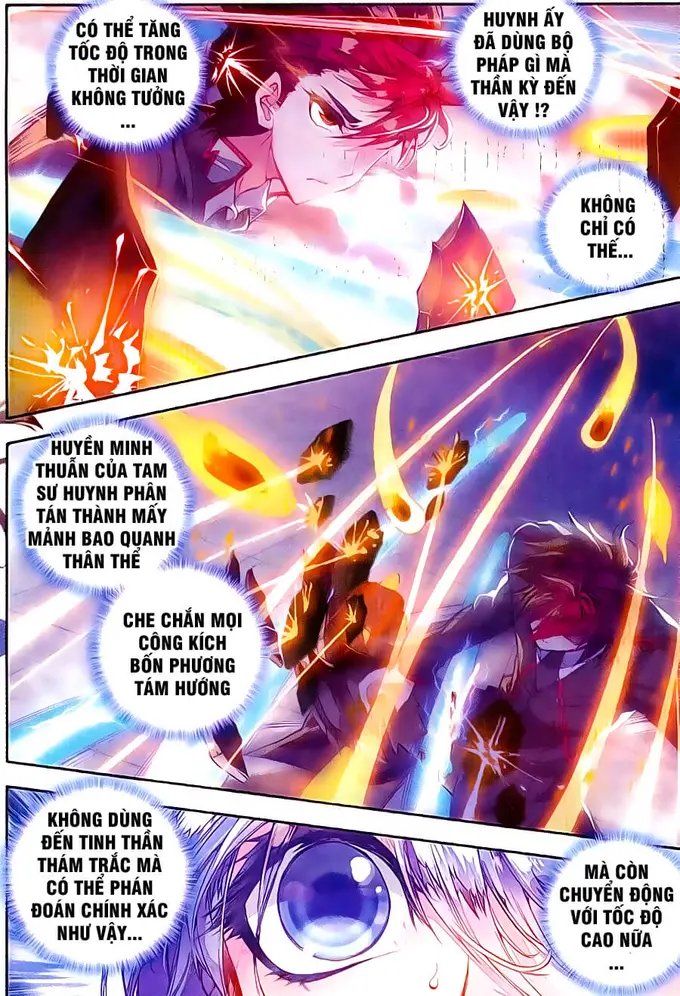 CÓ THỂ TĂNG
TỐC ĐỘ TRONG
THỜI GIAN
KHÔNG TƯỞNG
...
HUYNH ẤY
ĐÃ DÙNG BỘ
PHÁP GÌ MÀ
THẦN KỲ ĐẾN
VẬY !?
KHÔNG
CHỈ CÓ
THẾ...
HUYỀN MINH
THUẪN CỦA TAM
SƯ HUYNH PHÂN
TÁN THÀNH MẤY
MẢNH BAO QUANH
THÂN THỂ
CHE CHẮN MỌI
CÔNG KÍCH
BỐN PHƯƠNG
TÁM HƯỚNG
KHÔNG DÙNG
ĐẾN TINH THẦN
THÁM TRẮC MÀ
CÓ THỂ PHÁN
ĐOÁN CHÍNH XÁC
NHƯ VẬY...
MÀ CÒN
CHUYỂN ĐỘNG
VỚI TỐC ĐỘ
CAO NỮA
...